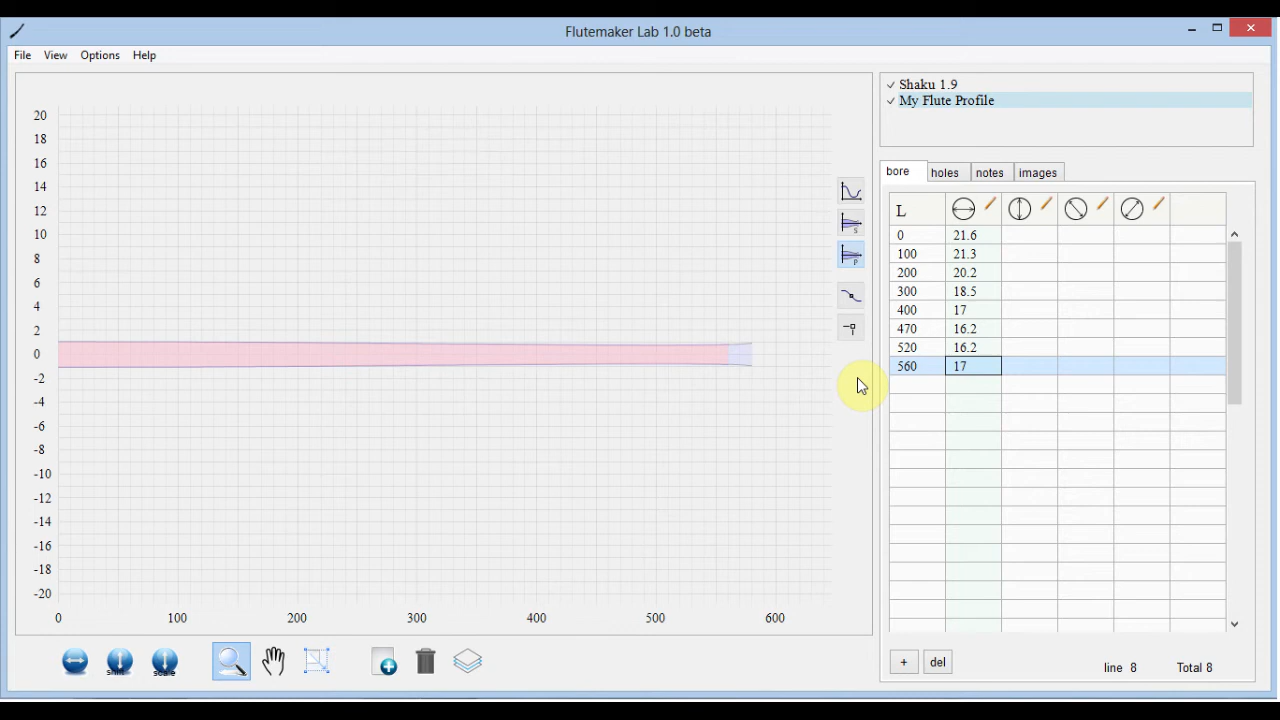 Flutemaker Lab 1.0 beta
File View Options Help
20
18
16
14
12
10
8
6
4
2
0
-2
-4
-6
-8
-10
-12
-14
-16
-18
-20
0 100 200 300 400 500 600
S
P
shift
scale
✓ Shaku 1.9
✓ My Flute Profile
bore holes notes images
L
0 21.6
100 21.3
200 20.2
300 18.5
400 17
470 16.2
520 16.2
560 17
+ del line 8 Total 8